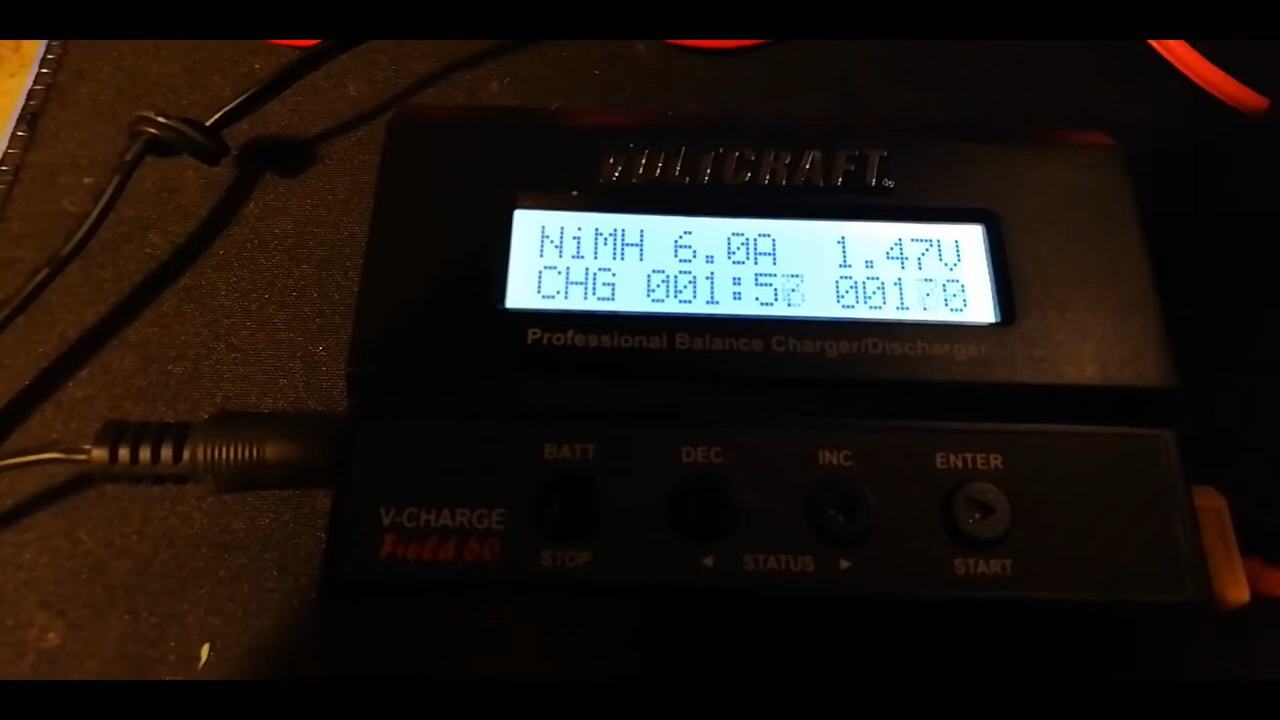 VOLTCRAFT®
NiMH 6.0A 1.47V
CHG 001:5 00170
Professional Balance Charger/Discharger
BATT DEC. INC. ENTER
V-CHARGE
Field 60
STOP ◄ STATUS ► START